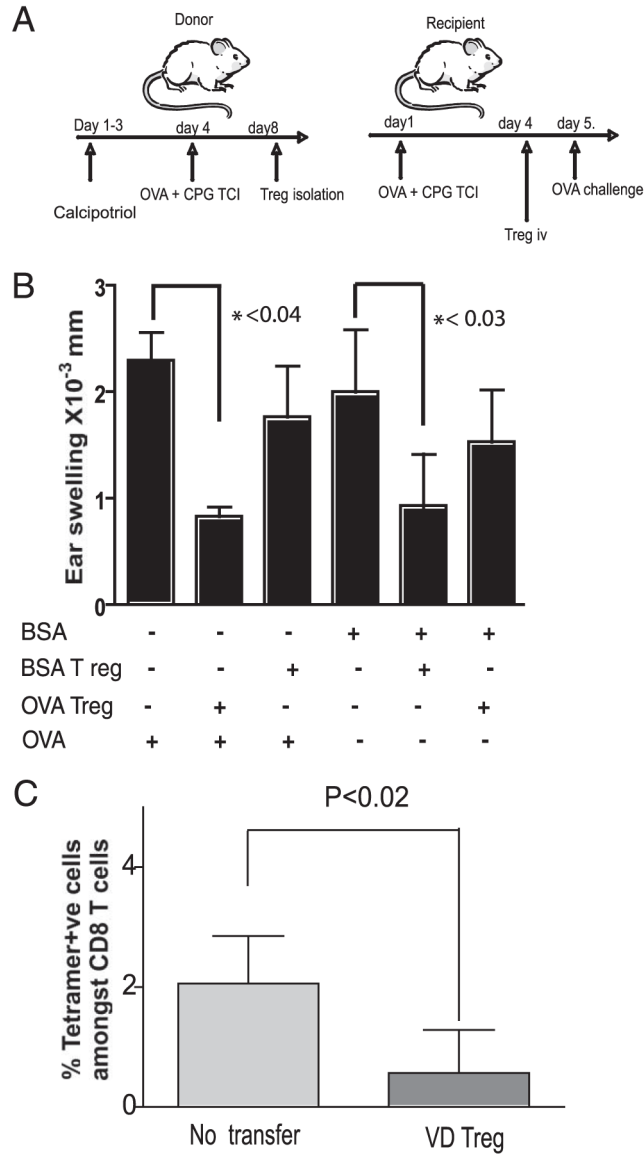 A
Donor
Recipient
Day 1-3
day 4
day8
day1
day 4
day 5.
Calcipotriol
OVA + CPG TCI
Treg isolation
OVA + CPG TCI
Treg iv
OVA challenge
B
Ear swelling X10-3 mm
3
2
1
0
*<0.04
*< 0.03
BSA - - - + + +
BSA T reg - - + - + -
OVA Treg - + - - - +
OVA + + + - - -
C
P<0.02
% Tetramer+ve cells
amongst CD8 T cells
4
2
0
No transfer
VD Treg